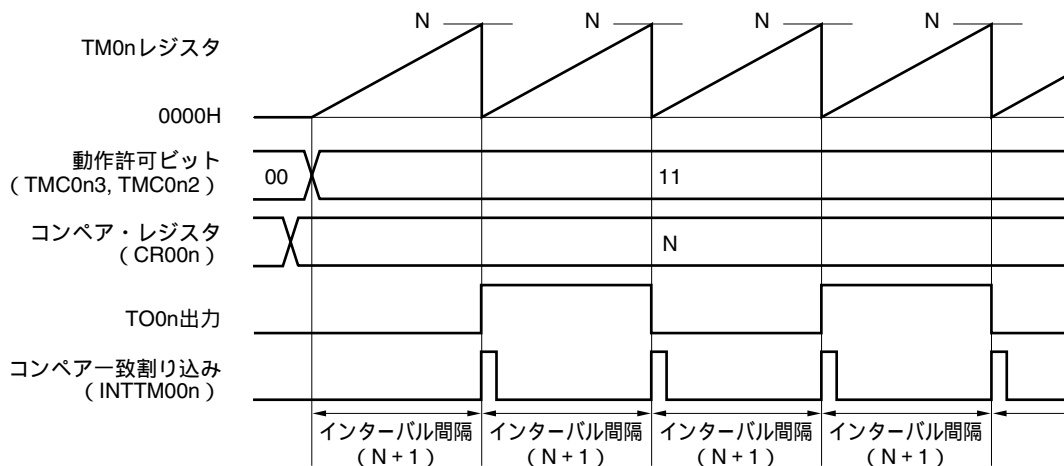 N N N N
TM0nレジスタ
0000H
動作許可ビット
（TMC0n3, TMC0n2）
00 11
コンペア・レジスタ
（CR00n）
N
TO0n出力
コンペア一致割り込み
（INTTM00n）
インターバル間隔 インターバル間隔 インターバル間隔 インターバル間隔
（N + 1） （N + 1） （N + 1） （N + 1）